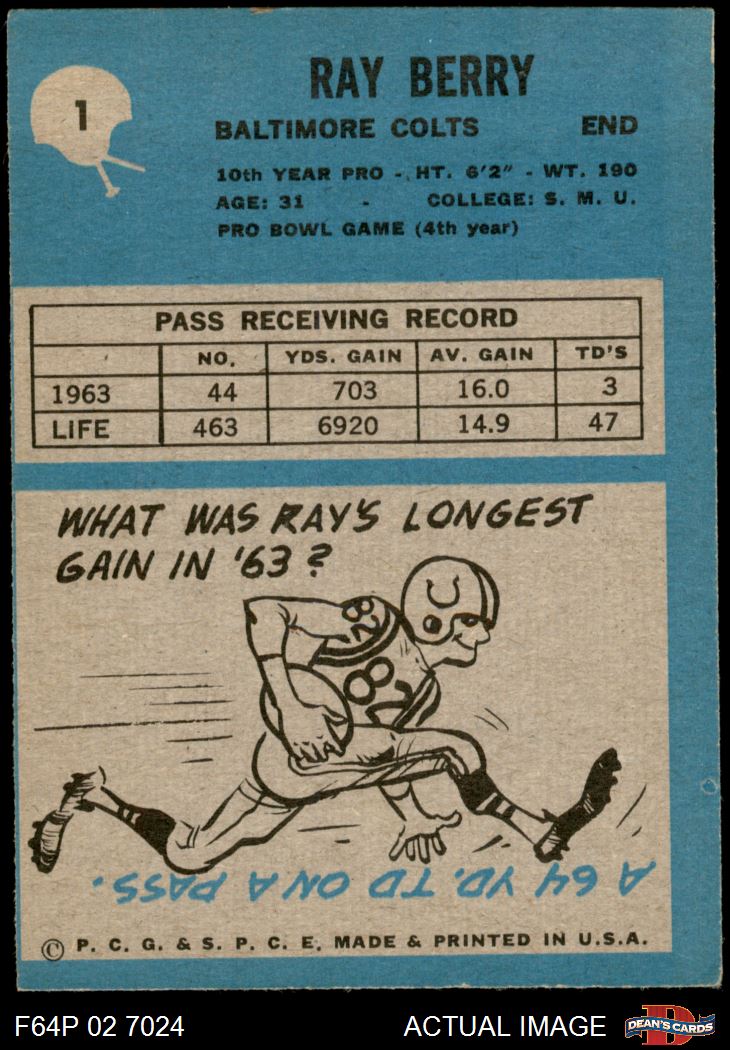 1
RAY BERRY
BALTIMORE COLTS END
10th YEAR PRO - HT. 6'2" - WT. 190
AGE: 31 - COLLEGE: S. M. U.
PRO BOWL GAME (4th year)
PASS RECEIVING RECORD
NO. YDS. GAIN AV. GAIN TD'S
1963 44 703 16.0 3
LIFE 463 6920 14.9 47
WHAT WAS RAY'S LONGEST
GAIN IN '63?
82
82
A 64 YD. TD ON A PASS.
© P. C. G. & S. P. C. E. MADE & PRINTED IN U.S.A.
F64P 02 7024 ACTUAL IMAGE D DEAN'S CARDS